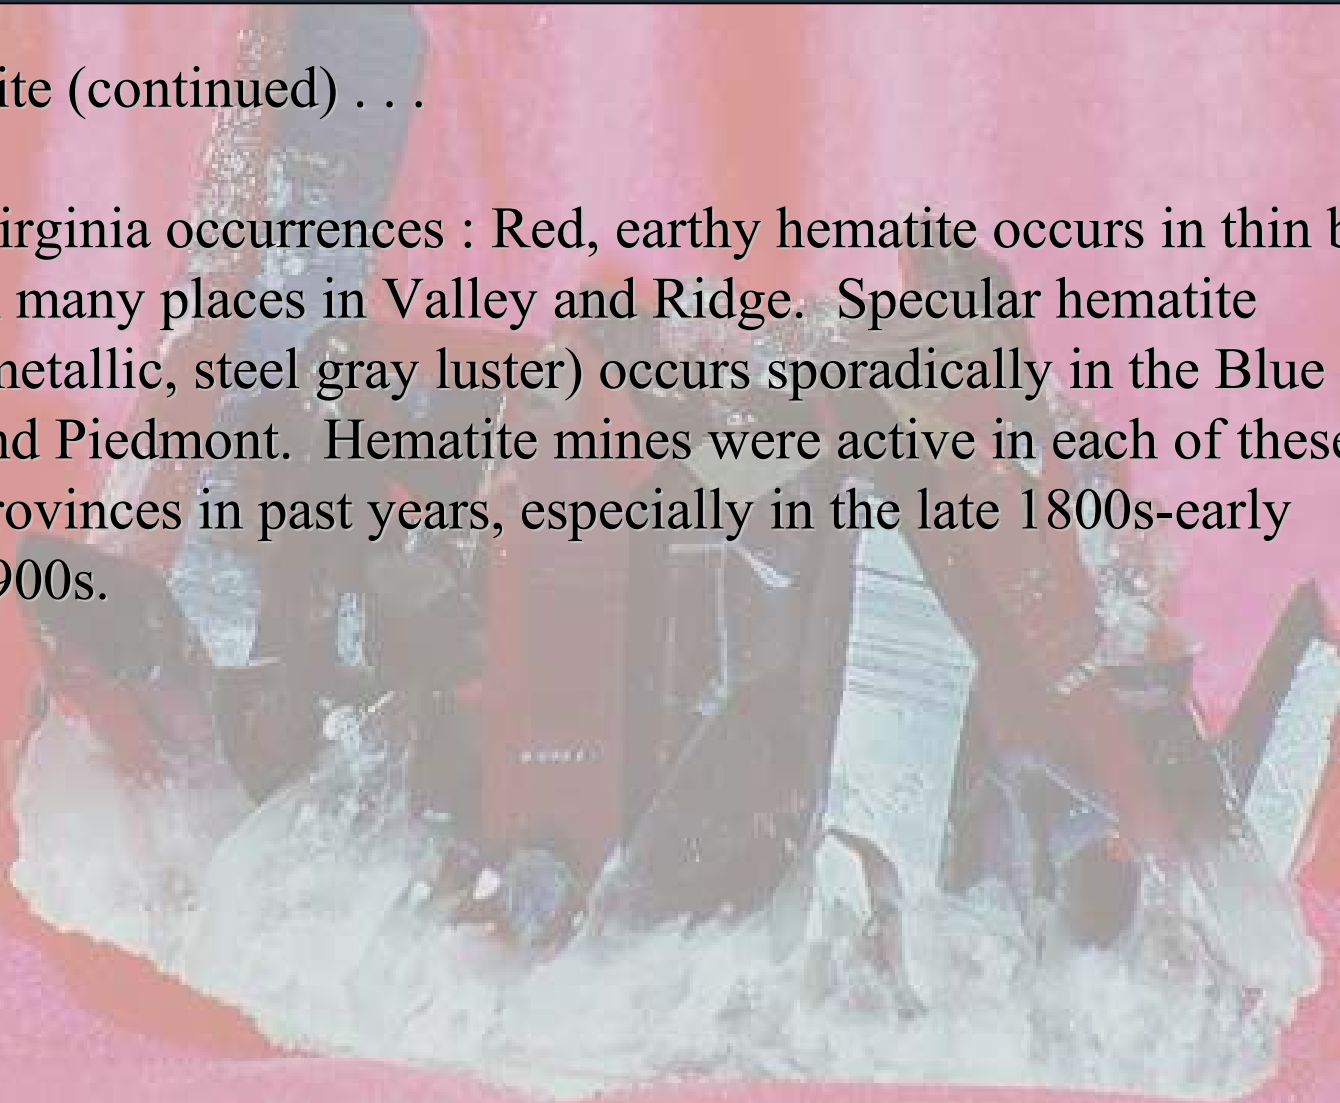 ite (continued) . . .
irginia occurrences : Red, earthy hematite occurs in thin b
many places in Valley and Ridge. Specular hematite
metallic, steel gray luster) occurs sporadically in the Blue
nd Piedmont. Hematite mines were active in each of these
rovinces in past years, especially in the late 1800s-early
900s.